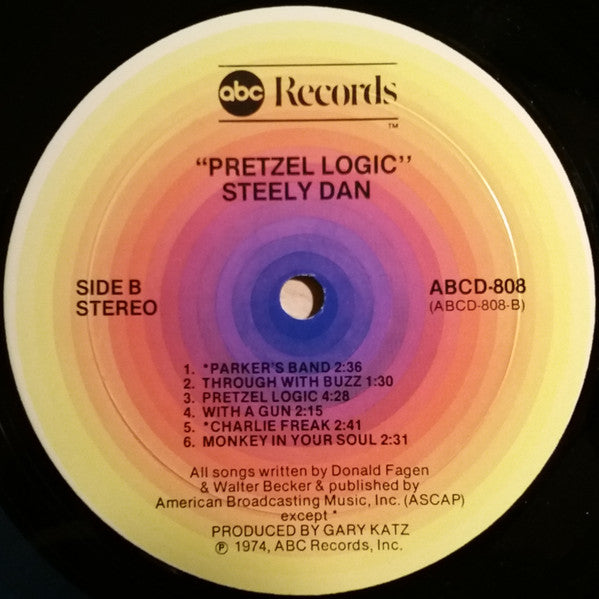 abc Records
TM
"PRETZEL LOGIC"
STEELY DAN
SIDE B
STEREO
ABCD-808
(ABCD-808-B)
1. *PARKER'S BAND 2:36
2. THROUGH WITH BUZZ 1:30
3. PRETZEL LOGIC 4:28
4. WITH A GUN 2:15
5. *CHARLIE FREAK 2:41
6. MONKEY IN YOUR SOUL 2:31
All songs written by Donald Fagen
& Walter Becker & published by
American Broadcasting Music, Inc. (ASCAP)
except *
PRODUCED BY GARY KATZ
℗ 1974, ABC Records, Inc.